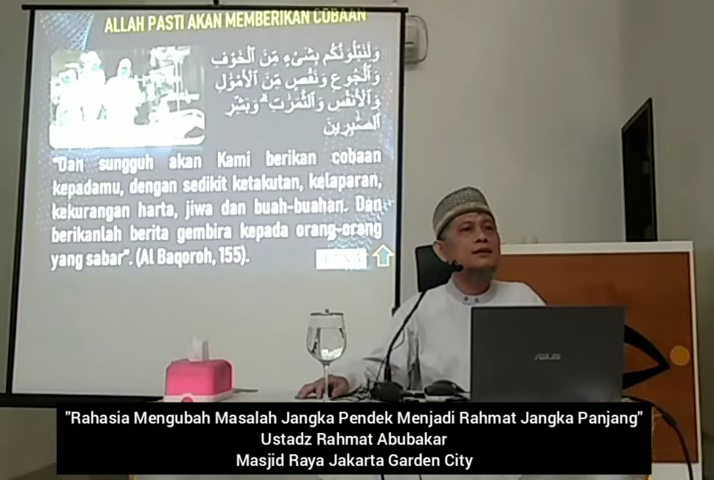 ALLAH PASTI AKAN MEMBERIKAN COBAAN
وَلَنَبْلُوَنَّكُم بِشَيْءٍ مِّنَ الْخَوْفِ
وَالْجُوعِ وَنَقْصٍ مِّنَ الْأَمْوَٰلِ
وَالْأَنفُسِ وَالثَّمَرَٰتِ ۗ وَبَشِّرِ
الصَّٰبِرِينَ
"Dan sungguh akan Kami berikan cobaan
kepadamu, dengan sedikit ketakutan, kelaparan,
kekurangan harta, jiwa dan buah-buahan. Dan
berikanlah berita gembira kepada orang-orang
yang sabar". (Al Baqoroh, 155).
ASUS
"Rahasia Mengubah Masalah Jangka Pendek Menjadi Rahmat Jangka Panjang"
Ustadz Rahmat Abubakar
Masjid Raya Jakarta Garden City